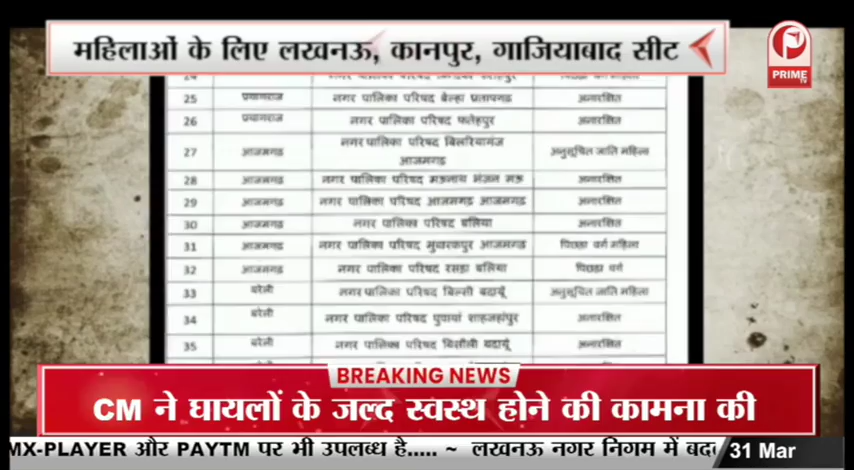 महिलाओं के लिए लखनऊ, कानपुर, गाजियाबाद सीट
PRIME TV
25 प्रयागराज नगर पालिका परिषद बेल्हा प्रतापगढ़ अनारक्षित
26 प्रयागराज नगर पालिका परिषद फतेहपुर अनारक्षित
27 आजमगढ़ नगर पालिका परिषद बिलरियागंज आजमगढ़ अनुसूचित जाति महिला
28 आजमगढ़ नगर पालिका परिषद मऊनाथ भंजन मऊ अनारक्षित
29 आजमगढ़ नगर पालिका परिषद आजमगढ़ आजमगढ़ अनारक्षित
30 आजमगढ़ नगर पालिका परिषद बलिया अनारक्षित
31 आजमगढ़ नगर पालिका परिषद मुबारकपुर आजमगढ़ पिछड़ा वर्ग महिला
32 आजमगढ़ नगर पालिका परिषद रसड़ा बलिया पिछड़ा वर्ग
33 बरेली नगर पालिका परिषद बिल्सी बदायूँ अनुसूचित जाति महिला
34 बरेली नगर पालिका परिषद पुवायां शाहजहांपुर अनारक्षित
35 बरेली नगर पालिका परिषद बिसौली बदायूँ अनारक्षित
BREAKING NEWS
CM ने घायलों के जल्द स्वस्थ होने की कामना की
MX-PLAYER और PAYTM पर भी उपलब्ध है..... ~ लखनऊ नगर निगम में 31 Mar